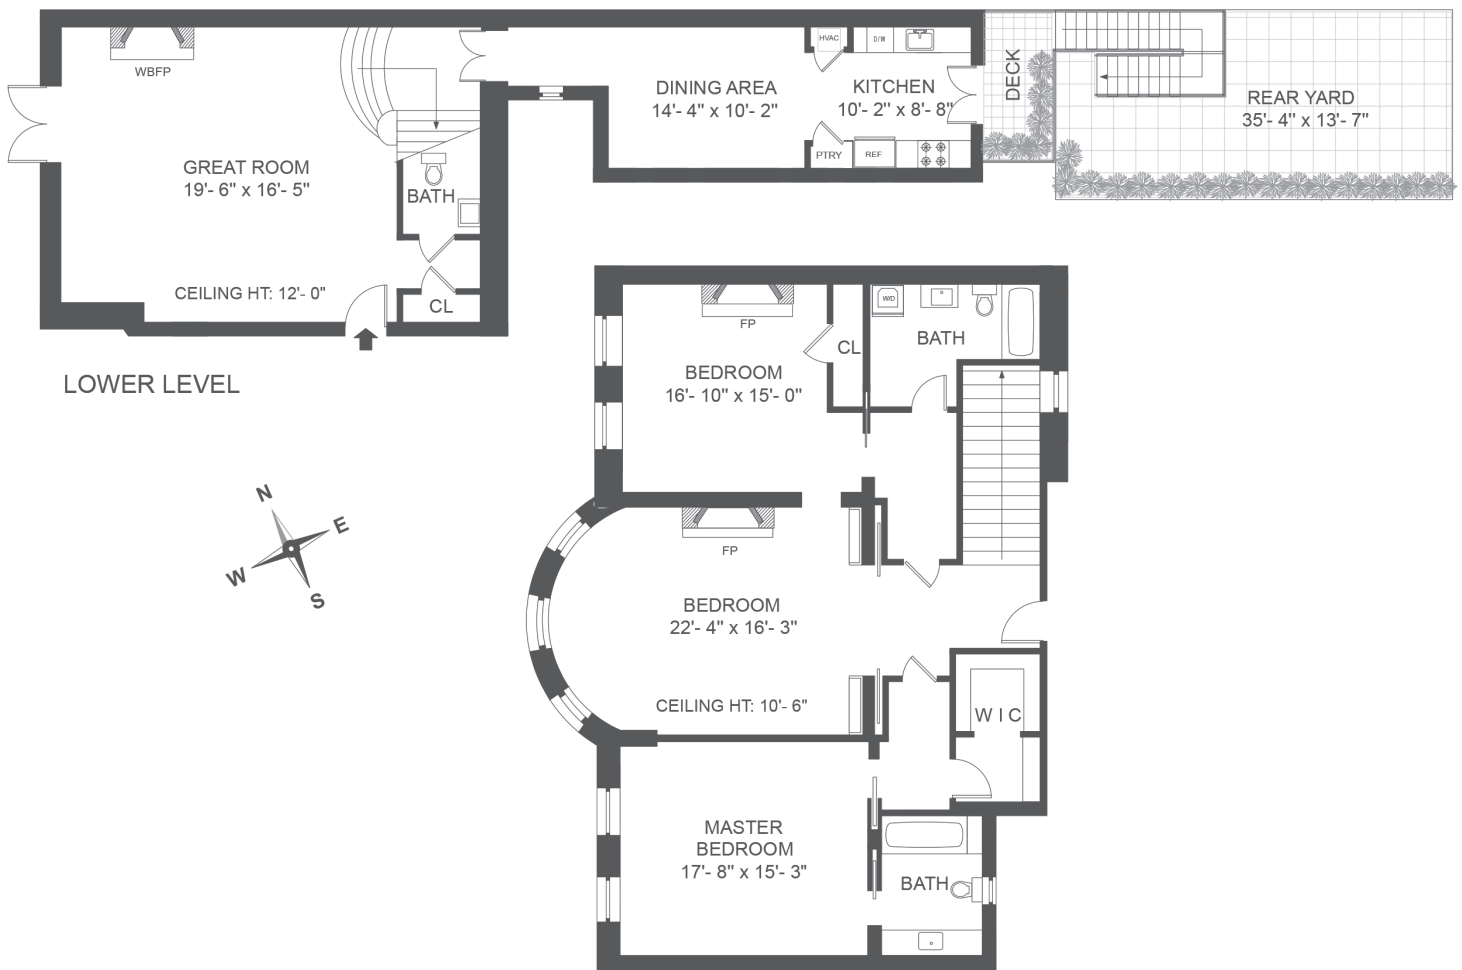 WBFP
GREAT ROOM
19'- 6" x 16'- 5"
CEILING HT: 12'- 0"
BATH
CL
DINING AREA
14'- 4" x 10'- 2"
HVAC
D/W
KITCHEN
10'- 2" x 8'- 8"
PTRY
REF
DECK
REAR YARD
35'- 4" x 13'- 7"
LOWER LEVEL
N
E
W
S
FP
BEDROOM
16'- 10" x 15'- 0"
CL
W/D
BATH
FP
BEDROOM
22'- 4" x 16'- 3"
CEILING HT: 10'- 6"
W I C
MASTER
BEDROOM
17'- 8" x 15'- 3"
BATH